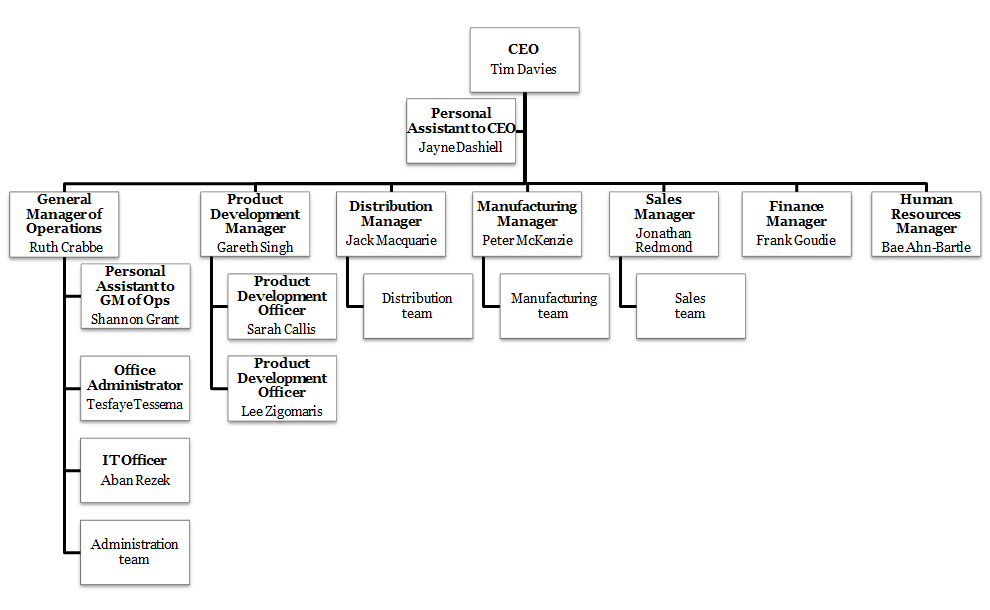 CEO
Tim Davies
Personal
Assistant to CEO
Jayne Dashiell
General
Manager of
Operations
Ruth Crabbe
Product
Development
Manager
Gareth Singh
Distribution
Manager
Jack Macquarie
Manufacturing
Manager
Peter McKenzie
Sales
Manager
Jonathan
Redmond
Finance
Manager
Frank Goudie
Human
Resources
Manager
Bae Ahn-Bartle
Personal
Assistant to
GM of Ops
Shannon Grant
Office
Administrator
Tesfaye Tessema
IT Officer
Aban Rezek
Administration
team
Product
Development
Officer
Sarah Callis
Product
Development
Officer
Lee Zigomaris
Distribution
team
Manufacturing
team
Sales
team